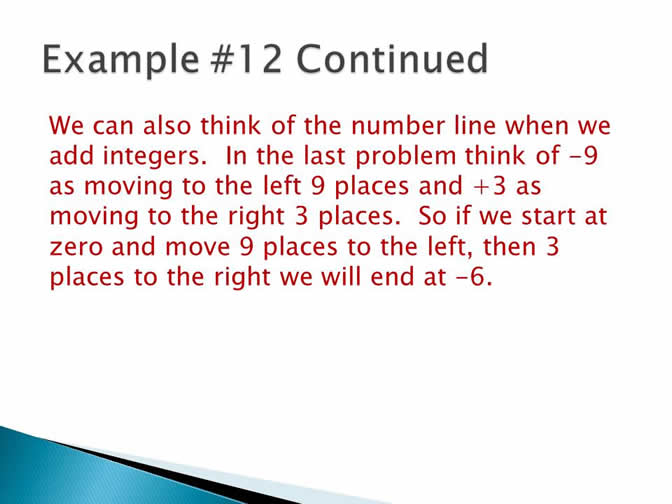 Example #12 Continued
We can also think of the number line when we
add integers.  In the last problem think of -9
as moving to the left 9 places and +3 as
moving to the right 3 places.  So if we start at
zero and move 9 places to the left, then 3
places to the right we will end at -6.